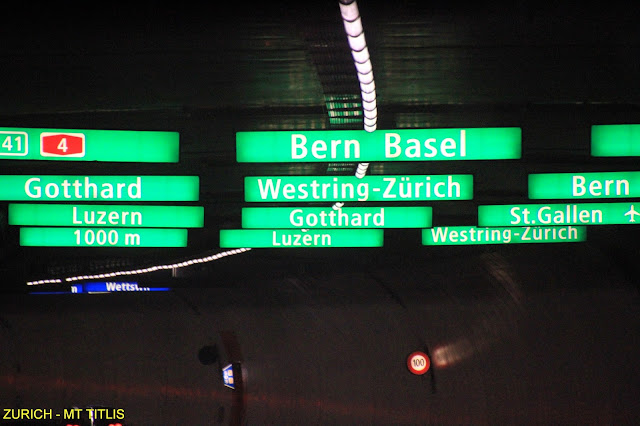 41 4
Gotthard
Luzern
1000 m
Bern Basel
Westring-Zürich
Gotthard
Luzern
Bern
St.Gallen
Westring-Zürich
100
ZURICH - MT TITLIS